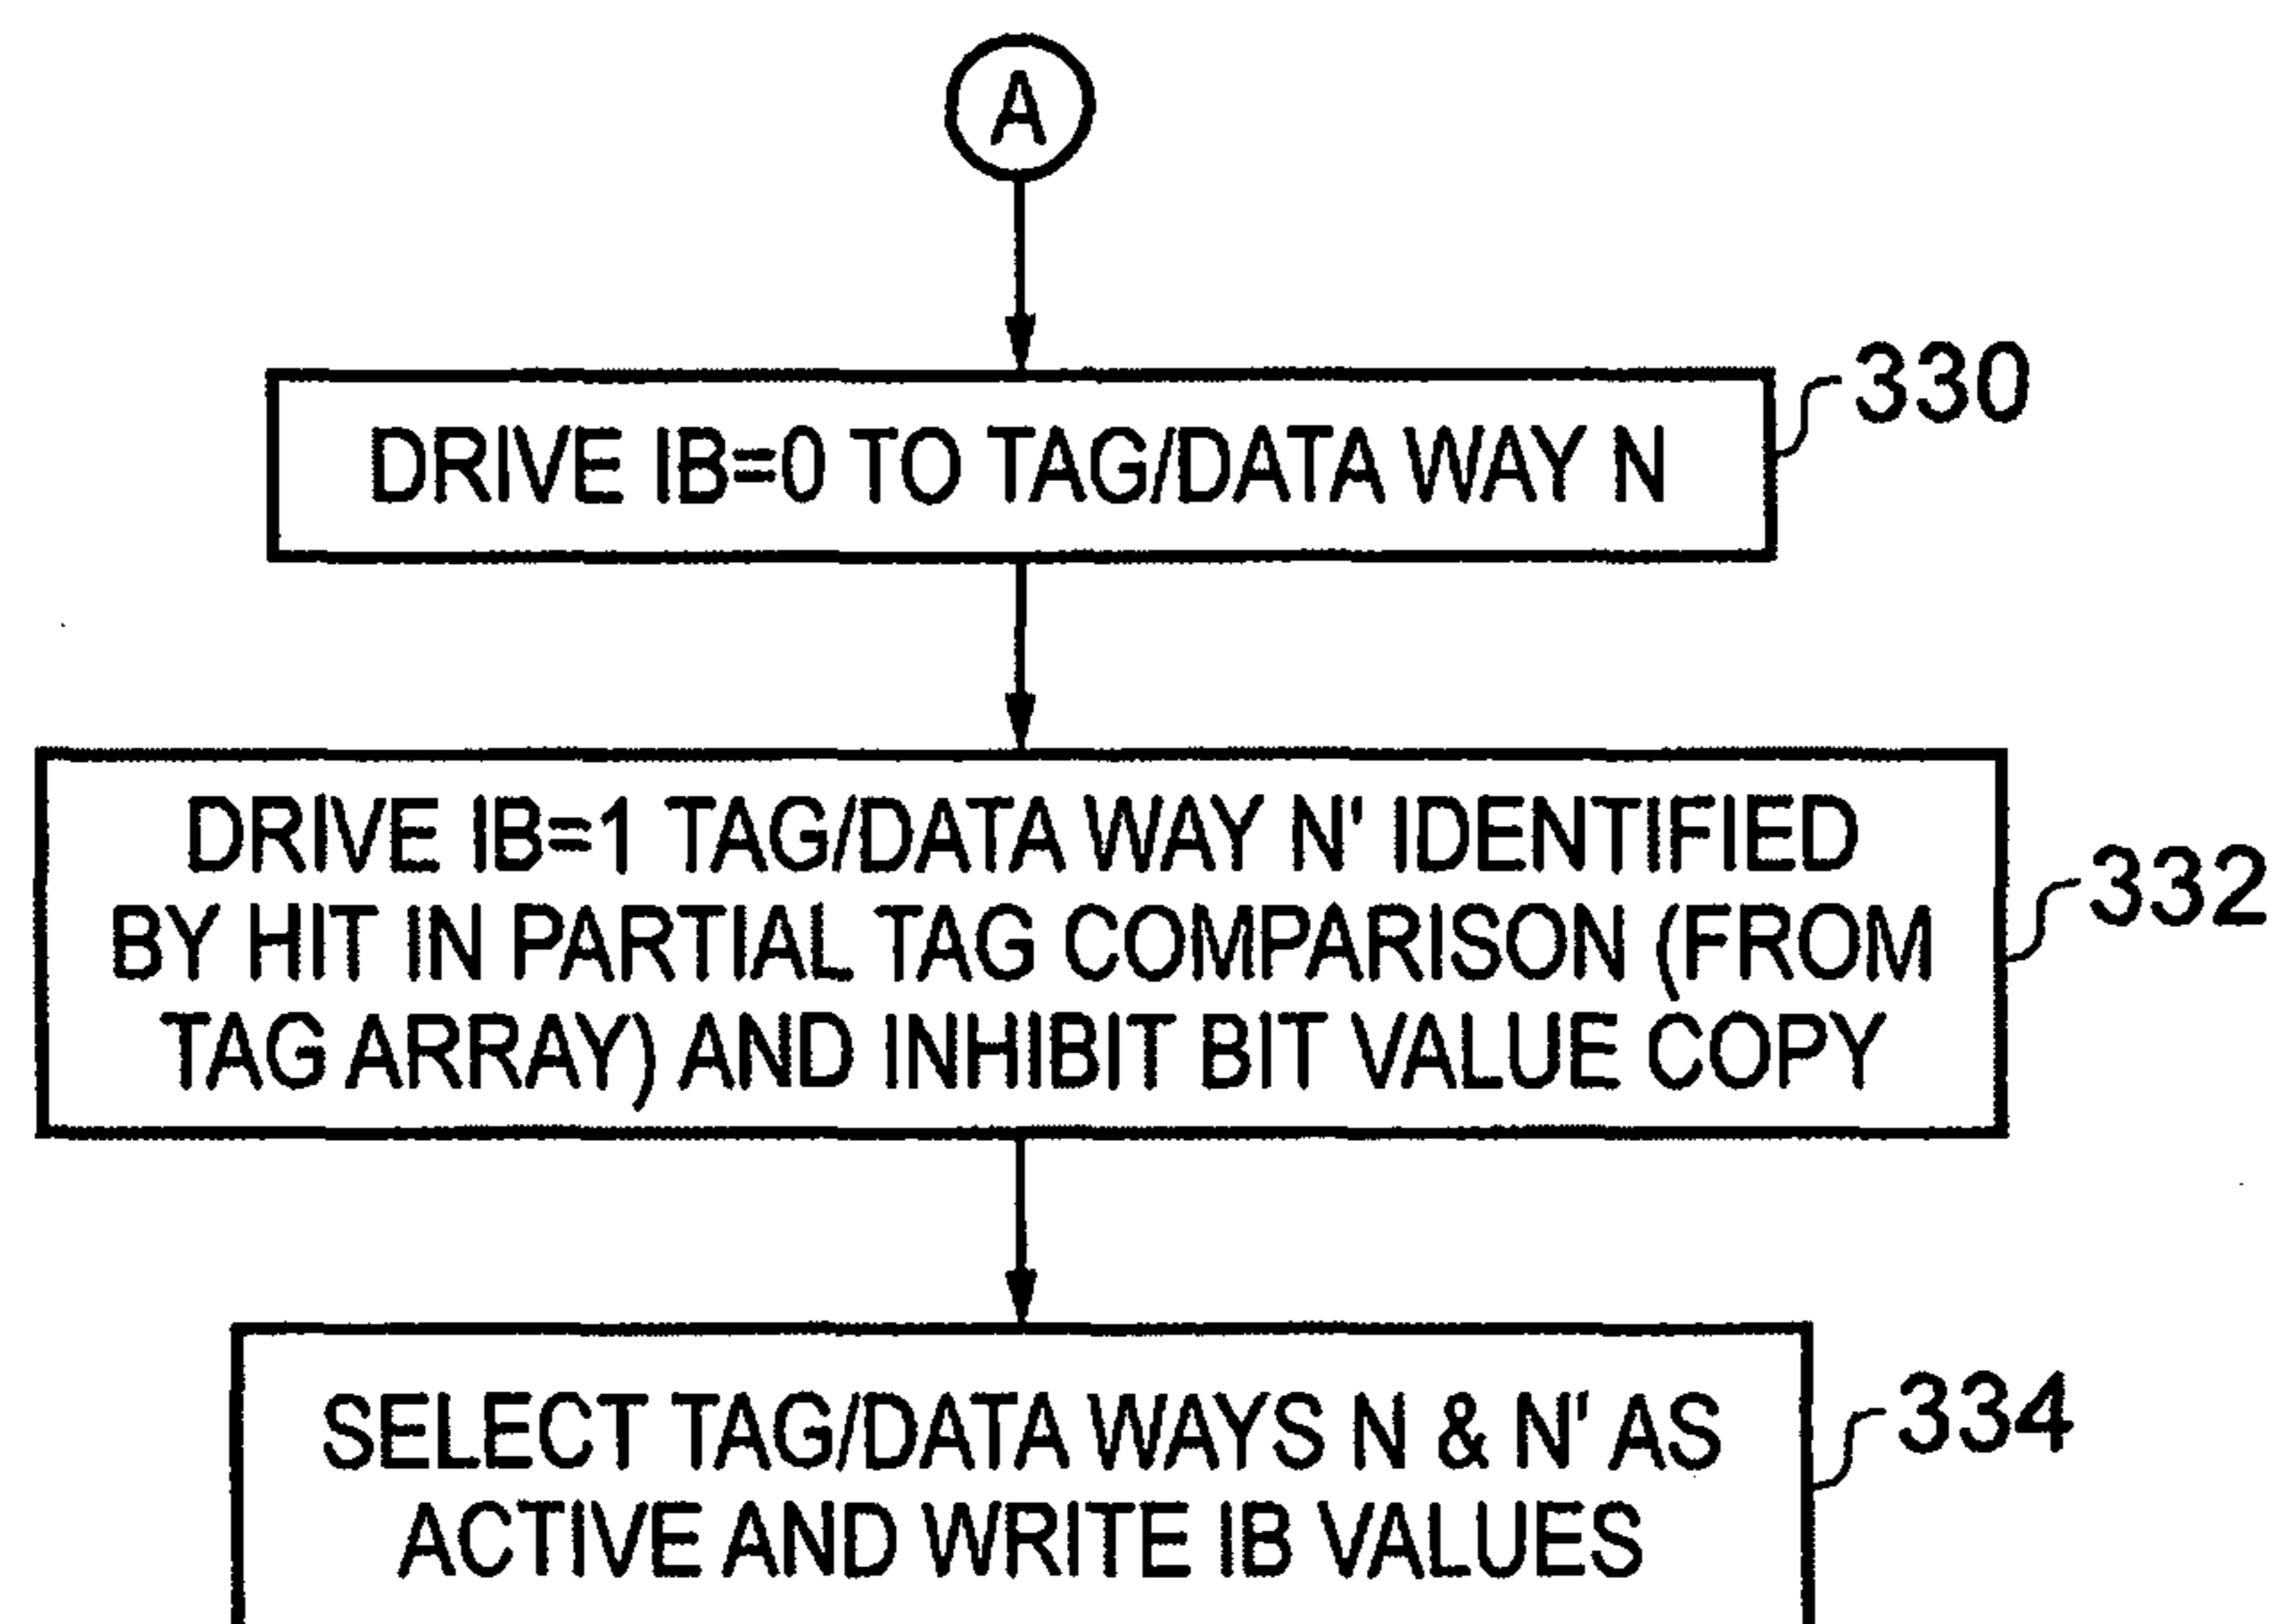 A
DRIVE IB=0 TO TAG/DATA WAY N
330
DRIVE IB=1 TAG/DATA WAY N' IDENTIFIED
BY HIT IN PARTIAL TAG COMPARISON (FROM
TAG ARRAY) AND INHIBIT BIT VALUE COPY
332
SELECT TAG/DATA WAYS N & N' AS
ACTIVE AND WRITE IB VALUES
334